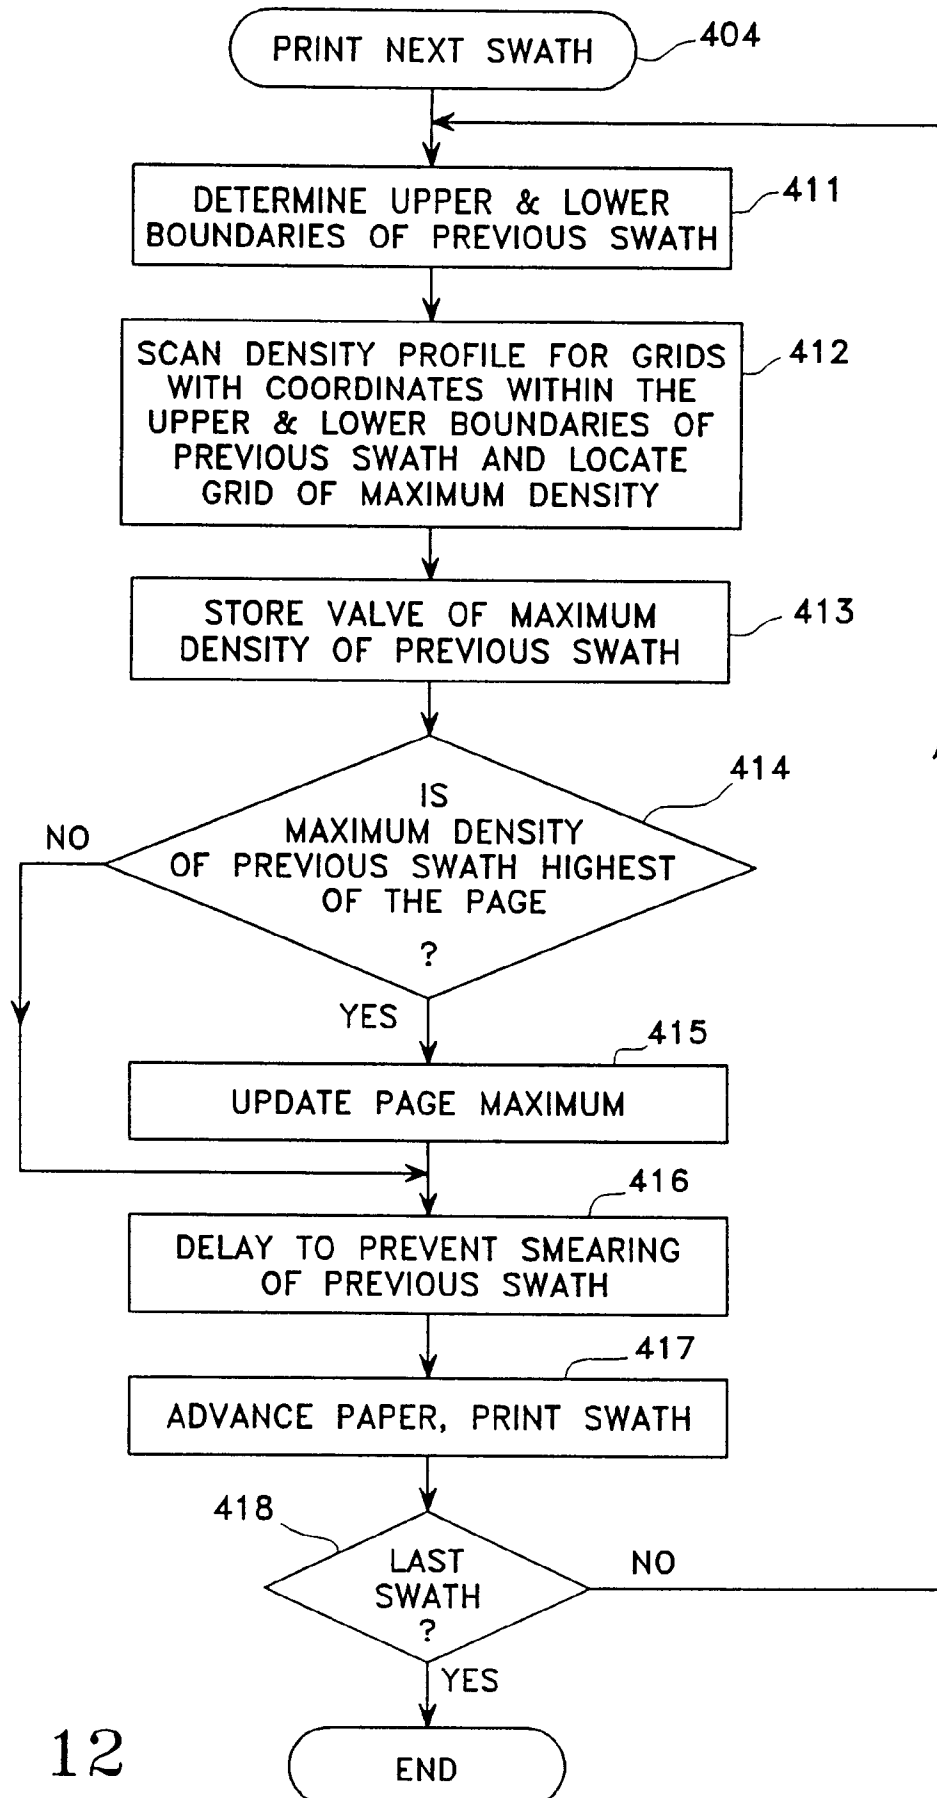 PRINT NEXT SWATH
404
DETERMINE UPPER & LOWER
BOUNDARIES OF PREVIOUS SWATH
411
SCAN DENSITY PROFILE FOR GRIDS
WITH COORDINATES WITHIN THE
UPPER & LOWER BOUNDARIES OF
PREVIOUS SWATH AND LOCATE
GRID OF MAXIMUM DENSITY
412
STORE VALVE OF MAXIMUM
DENSITY OF PREVIOUS SWATH
413
IS
MAXIMUM DENSITY
OF PREVIOUS SWATH HIGHEST
OF THE PAGE
?
414
NO
YES
UPDATE PAGE MAXIMUM
415
DELAY TO PREVENT SMEARING
OF PREVIOUS SWATH
416
ADVANCE PAPER, PRINT SWATH
417
LAST
SWATH
?
418
NO
YES
END
12